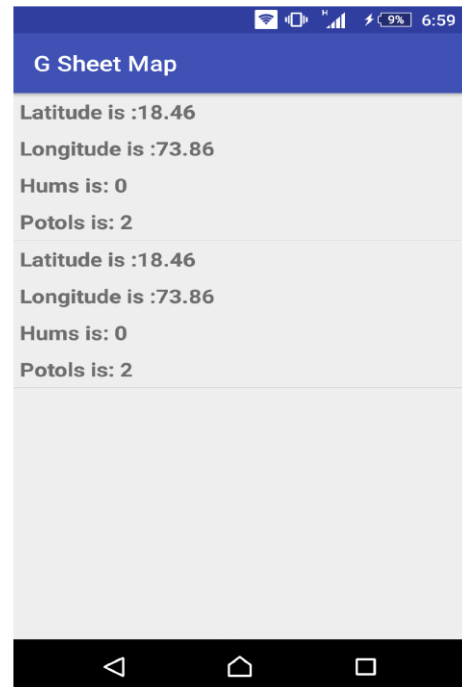 H 9% 6:59
G Sheet Map
Latitude is :18.46
Longitude is :73.86
Hums is: 0
Potols is: 2
Latitude is :18.46
Longitude is :73.86
Hums is: 0
Potols is: 2